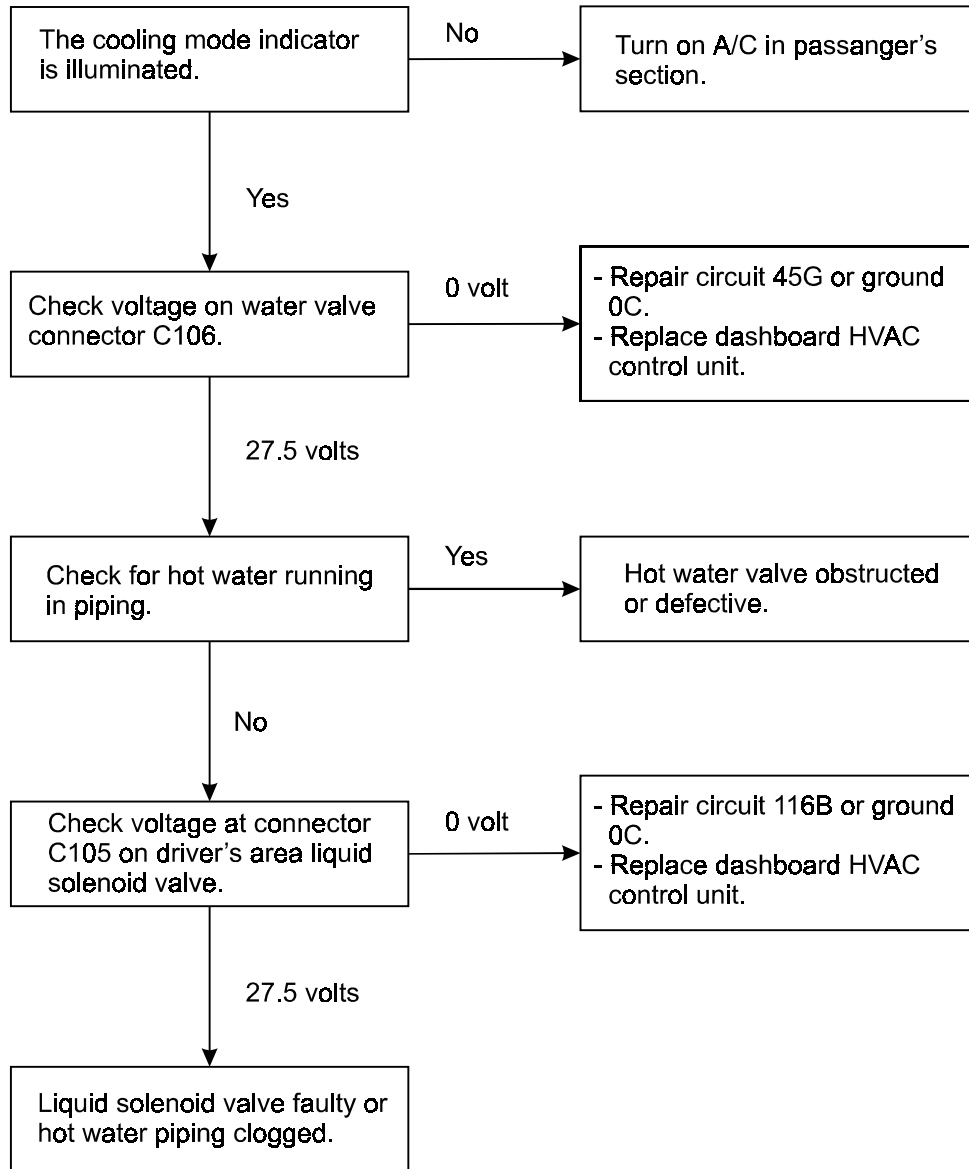 The cooling mode indicator
is illuminated.
No
Turn on A/C in passanger's
section.
Yes
Check voltage on water valve
connector C106.
0 volt
- Repair circuit 45G or ground
0C.
- Replace dashboard HVAC
control unit.
27.5 volts
Check for hot water running
in piping.
Yes
Hot water valve obstructed
or defective.
No
Check voltage at connector
C105 on driver's area liquid
solenoid valve.
0 volt
- Repair circuit 116B or ground
0C.
- Replace dashboard HVAC
control unit.
27.5 volts
Liquid solenoid valve faulty or
hot water piping clogged.